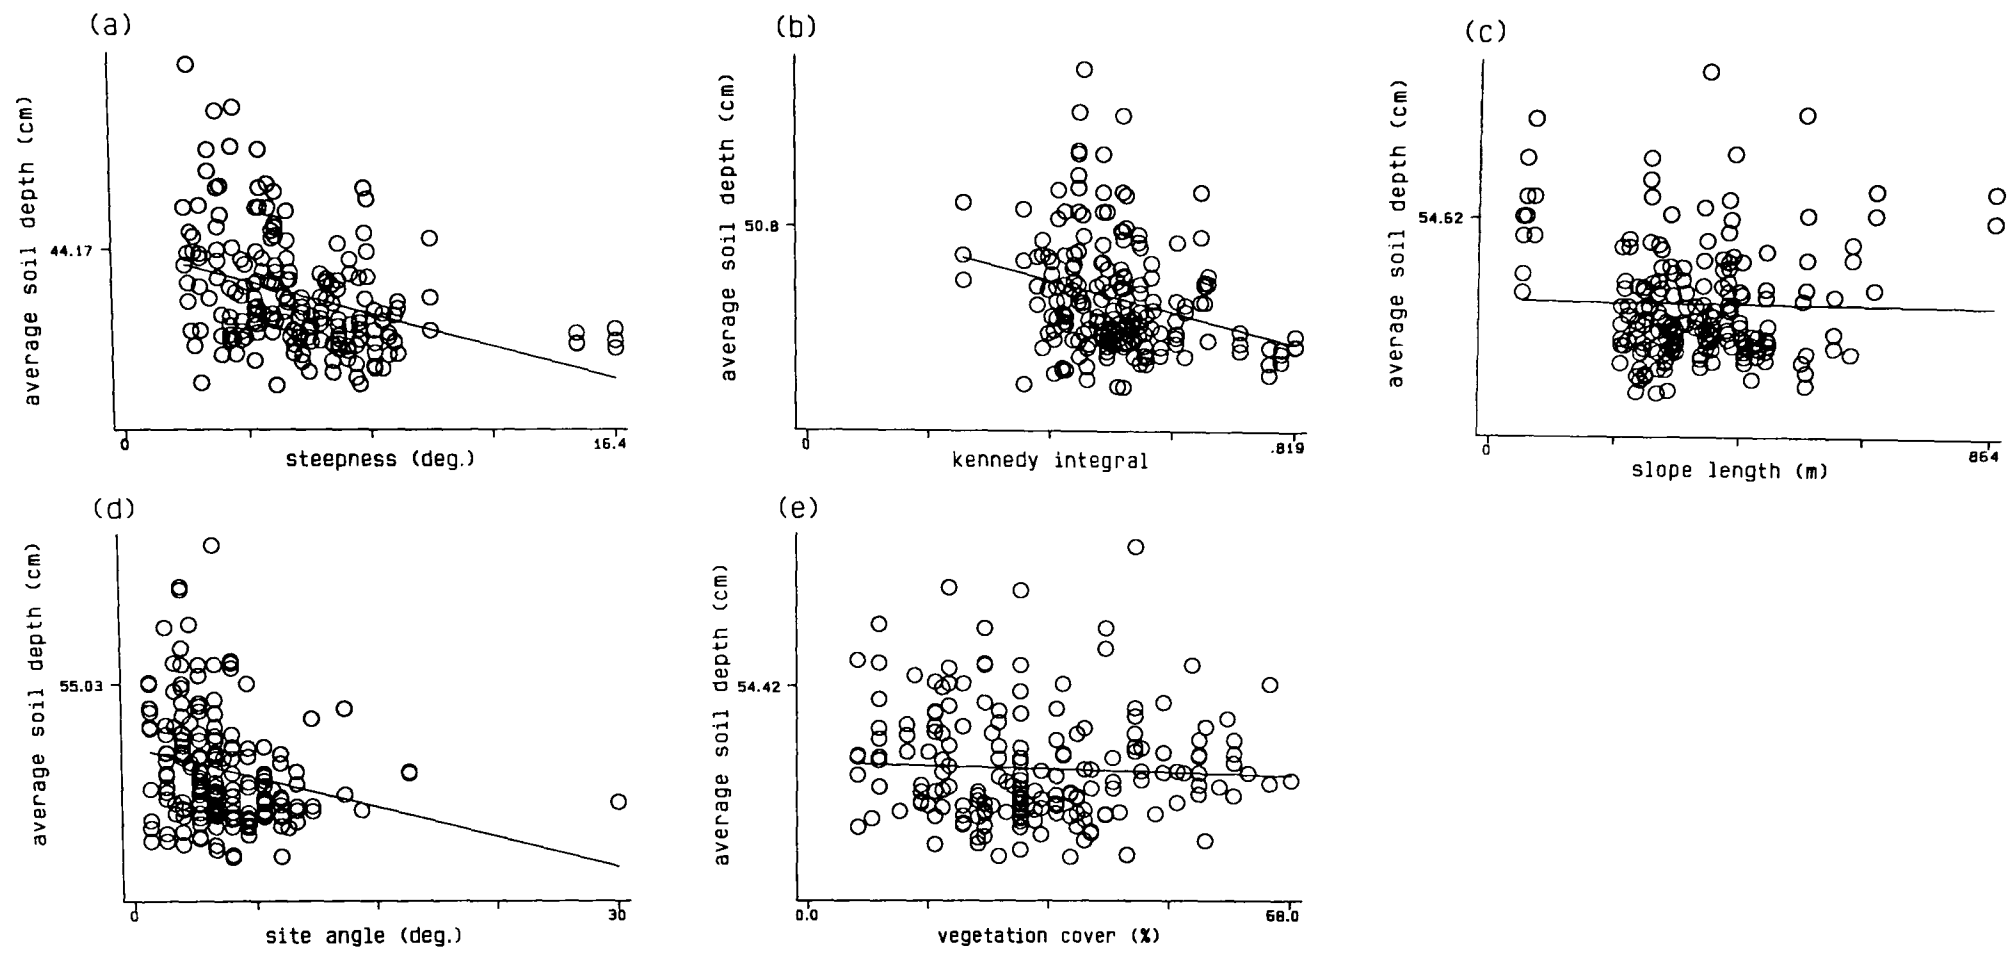 (a)
average soil depth (cm)
44.17
0
16.4
steepness (deg.)
(b)
average soil depth (cm)
50.8
0
.819
kennedy integral
(c)
average soil depth (cm)
54.62
0
864
slope length (m)
(d)
average soil depth (cm)
55.03
0
30
site angle (deg.)
(e)
average soil depth (cm)
54.42
0.0
68.0
vegetation cover (%)